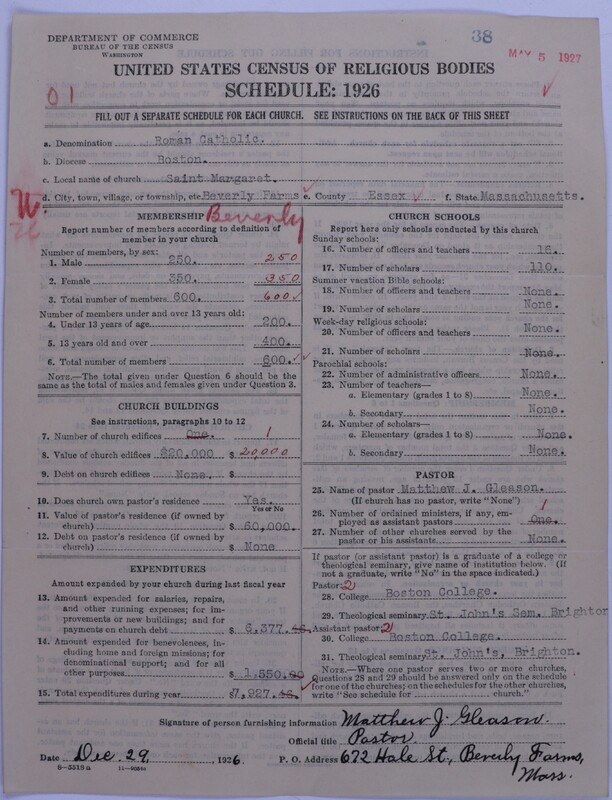 DEPARTMENT OF COMMERCE
BUREAU OF THE CENSUS
WASHINGTON
38
MAY 5 1927
UNITED STATES CENSUS OF RELIGIOUS BODIES
SCHEDULE: 1926
01
FILL OUT A SEPARATE SCHEDULE FOR EACH CHURCH. SEE INSTRUCTIONS ON THE BACK OF THIS SHEET
a. Denomination Roman Catholic.
b. Diocese Boston.
c. Local name of church Saint Margaret.
d. City, town, village, or township, etc. Beverly Farms e. County Essex f. State Massachusetts.
Beverly
MEMBERSHIP
Report number of members according to definition of
member in your church
Number of members, by sex:
1. Male 250. 250
2. Female 350. 350
3. Total number of members 600. 600
Number of members under and over 13 years old:
4. Under 13 years of age 200.
5. 13 years old and over 400.
6. Total number of members 600.
NOTE.—The total given under Question 6 should be the
same as the total of males and females given under Question 3.
CHURCH BUILDINGS
See instructions, paragraphs 10 to 12
7. Number of church edifices One. 1
8. Value of church edifices $20,000 $ 20,000
9. Debt on church edifices None. $
10. Does church own pastor's residence Yes.
Yes or No
11. Value of pastor's residence (if owned by
church) $ 60,000.
12. Debt on pastor's residence (if owned by
church) $ None
EXPENDITURES
Amount expended by your church during last fiscal year
13. Amount expended for salaries, repairs,
and other running expenses; for im-
provements or new buildings; and for
payments on church debt $ 6,377.46.
14. Amount expended for benevolences, in-
cluding home and foreign missions; for
denominational support; and for all
other purposes $ 1,550.00
15. Total expenditures during year $7,927.46.
CHURCH SCHOOLS
Report here only schools conducted by this church
Sunday schools:
16. Number of officers and teachers 16.
17. Number of scholars 110.
Summer vacation Bible schools:
18. Number of officers and teachers None.
19. Number of scholars None.
Week-day religious schools:
20. Number of officers and teachers None.
21. Number of scholars None.
Parochial schools:
22. Number of administrative officers None.
23. Number of teachers—
a. Elementary (grades 1 to 8) None.
b. Secondary None.
24. Number of scholars—
a. Elementary (grades 1 to 8) None.
b. Secondary None.
PASTOR
25. Name of pastor Matthew J. Gleason.
(If church has no pastor, write "None")
26. Number of ordained ministers, if any, em-
ployed as assistant pastors One. 1
27. Number of other churches served by the
pastor or his assistants None.
If pastor (or assistant pastor) is a graduate of a college or
theological seminary, give name of institution below. (If
not a graduate, write "No" in the space indicated.)
Pastor: 2
28. College Boston College.
29. Theological seminary St. John's Sem. Brighton
Assistant pastor: 2
30. College Boston College.
31. Theological seminary St. John's, Brighton.
NOTE.—Where one pastor serves two or more churches,
Questions 28 and 29 should be answered only on the schedule
for one of the churches; on the schedules for the other churches,
write "See schedule for church."
Signature of person furnishing information Matthew J. Gleason.
Official title Pastor.
Date Dec. 29, 1926 P. O. Address 672 Hale St., Beverly Farms,
Mass.
8—5518a